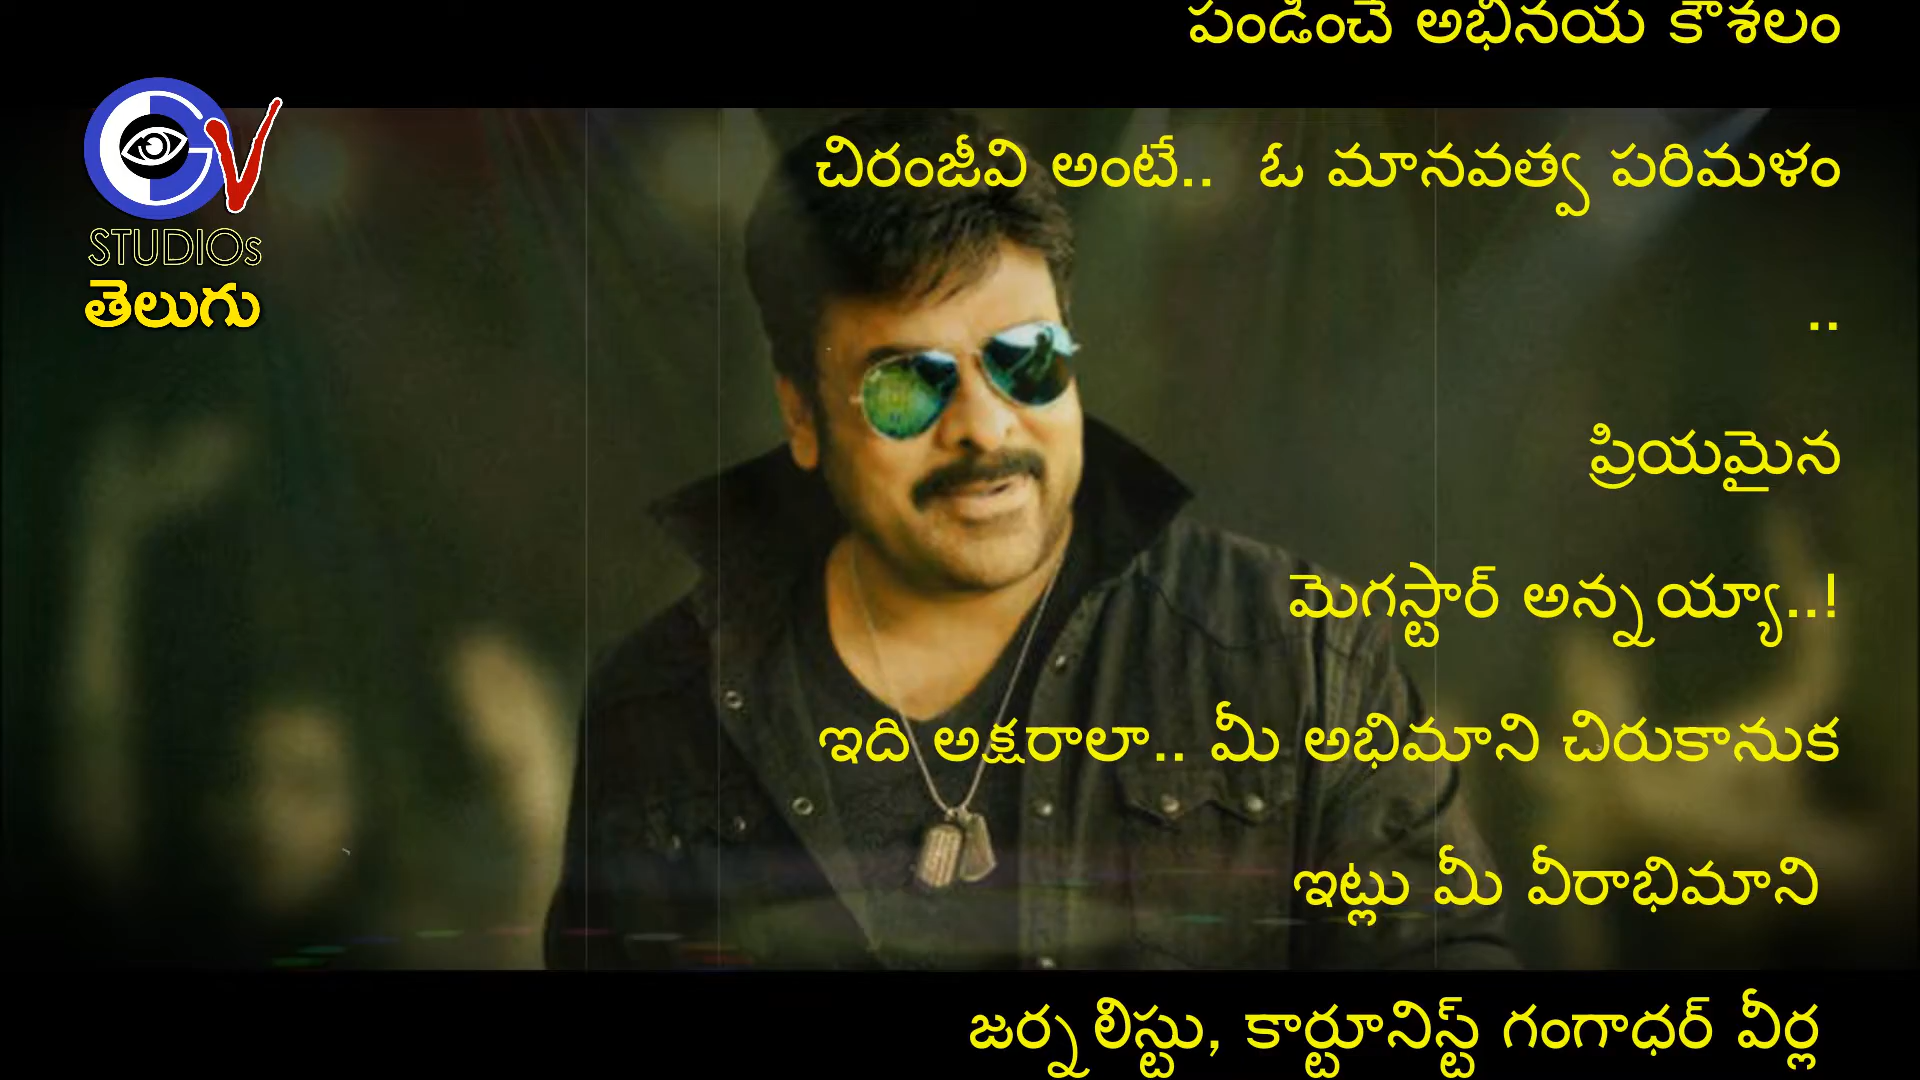 పండించే అభినయ కౌశలం
చిరంజీవి అంటే.. ఓ మానవత్వ పరిమళం
..
ప్రియమైన
మెగస్టార్ అన్నయ్యా..!
ఇది అక్షరాలా.. మీ అభిమాని చిరుకానుక
ఇట్లు మీ వీరాభిమాని
జర్నలిస్టు, కార్టూనిస్ట్ గంగాధర్ వీర్ల
GV
STUDIOs
తెలుగు